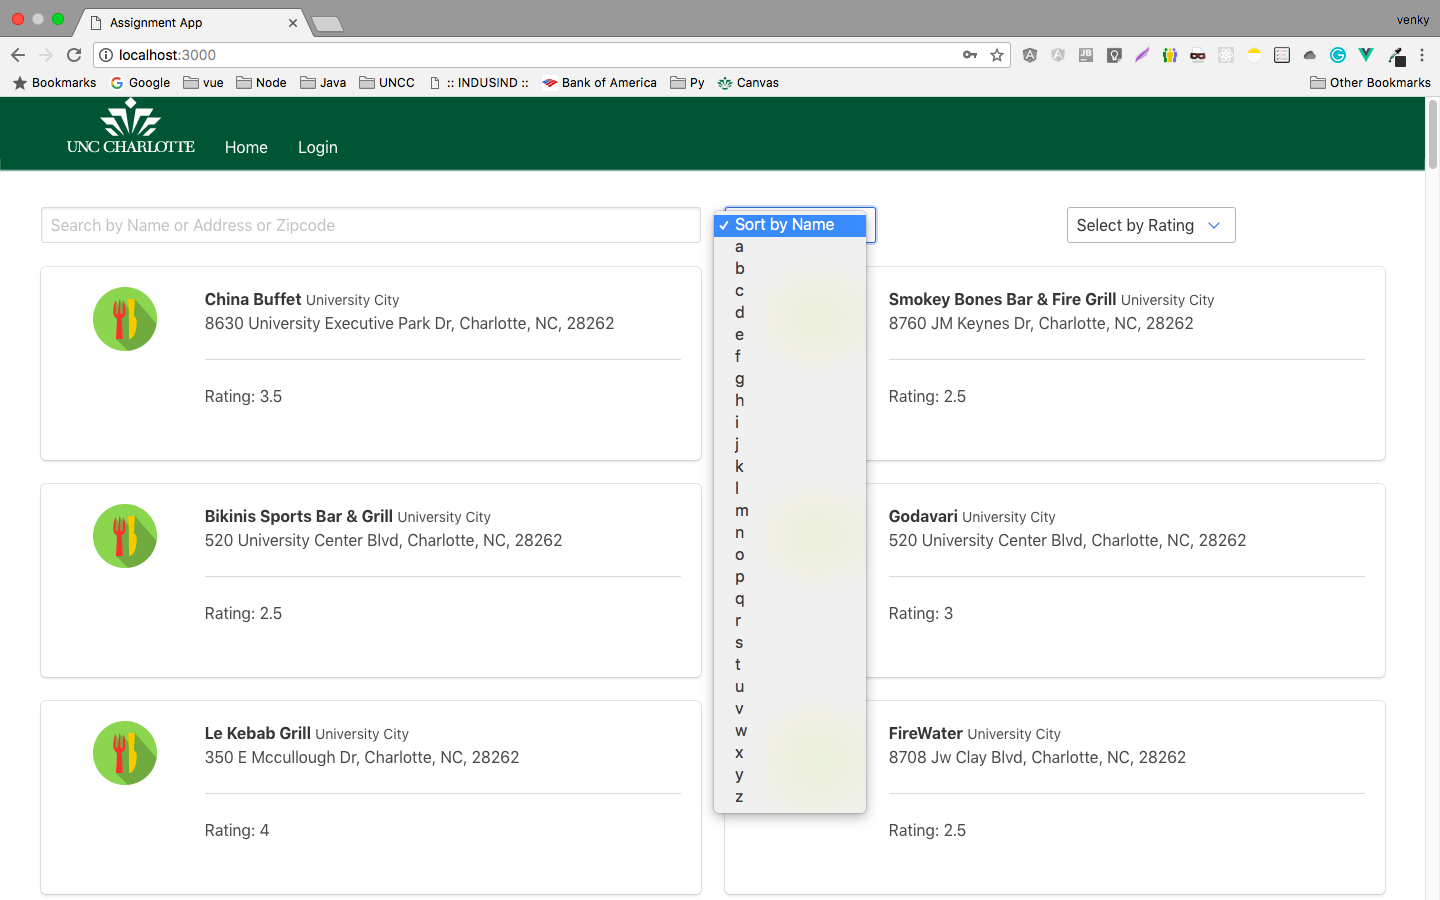 Assignment App
venky
localhost:3000
JB
Bookmarks
Google
vue
Node
Java
UNCC
:: INDUSIND ::
Bank of America
Py
Canvas
Other Bookmarks
UNC CHARLOTTE
Home
Login
Search by Name or Address or Zipcode
✓ Sort by Name
a
b
c
d
e
f
g
h
i
j
k
l
m
n
o
p
q
r
s
t
u
v
w
x
y
z
Select by Rating
China Buffet University City
8630 University Executive Park Dr, Charlotte, NC, 28262
Rating: 3.5
Smokey Bones Bar & Fire Grill University City
8760 JM Keynes Dr, Charlotte, NC, 28262
Rating: 2.5
Bikinis Sports Bar & Grill University City
520 University Center Blvd, Charlotte, NC, 28262
Rating: 2.5
Godavari University City
520 University Center Blvd, Charlotte, NC, 28262
Rating: 3
Le Kebab Grill University City
350 E Mccullough Dr, Charlotte, NC, 28262
Rating: 4
FireWater University City
8708 Jw Clay Blvd, Charlotte, NC, 28262
Rating: 2.5